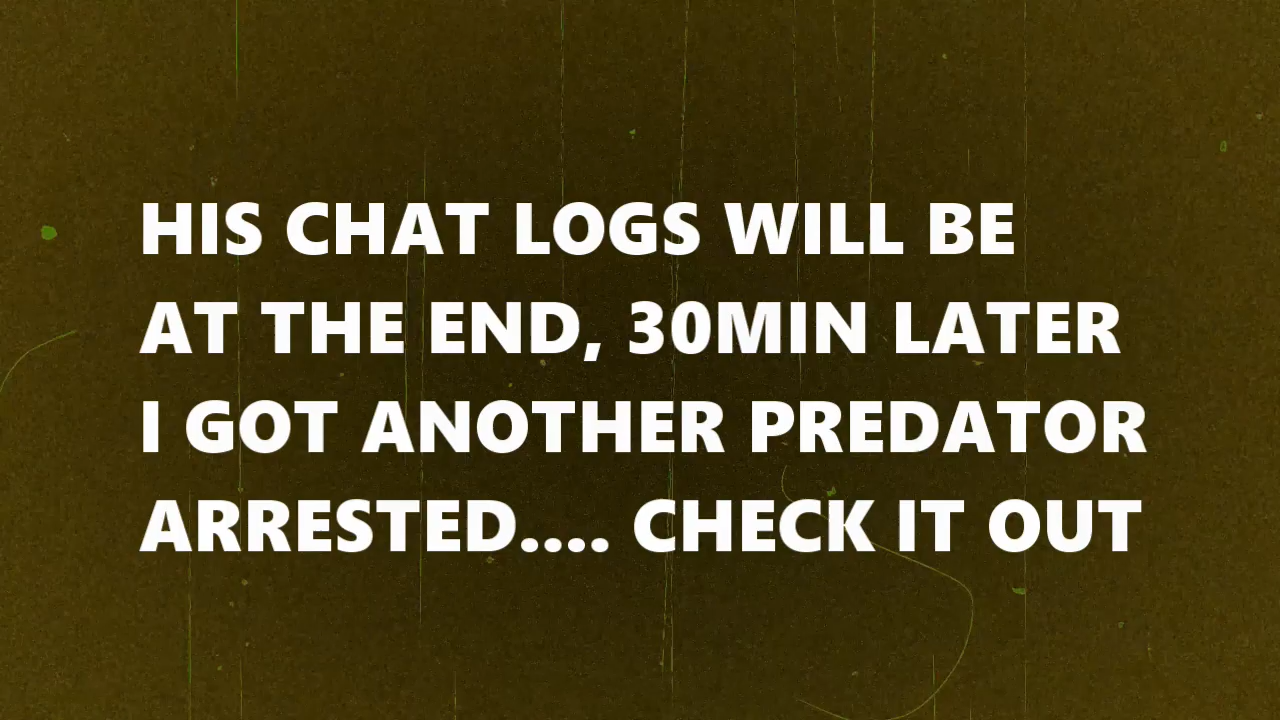 HIS CHAT LOGS WILL BE
AT THE END, 30MIN LATER
I GOT ANOTHER PREDATOR
ARRESTED.... CHECK IT OUT